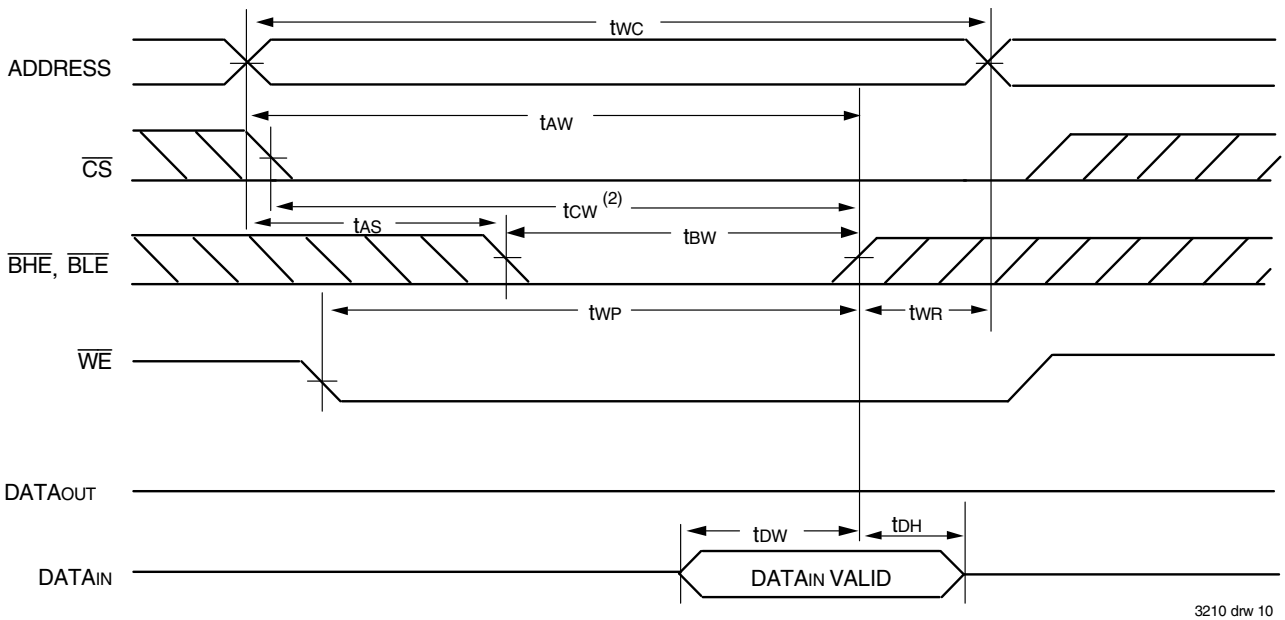 tWC
ADDRESS
tAW
CS
tCW (2)
tAS
tBW
BHE, BLE
tWP
tWR
WE
DATAOUT
tDW
tDH
DATAIN
DATAIN VALID
3210 drw 10